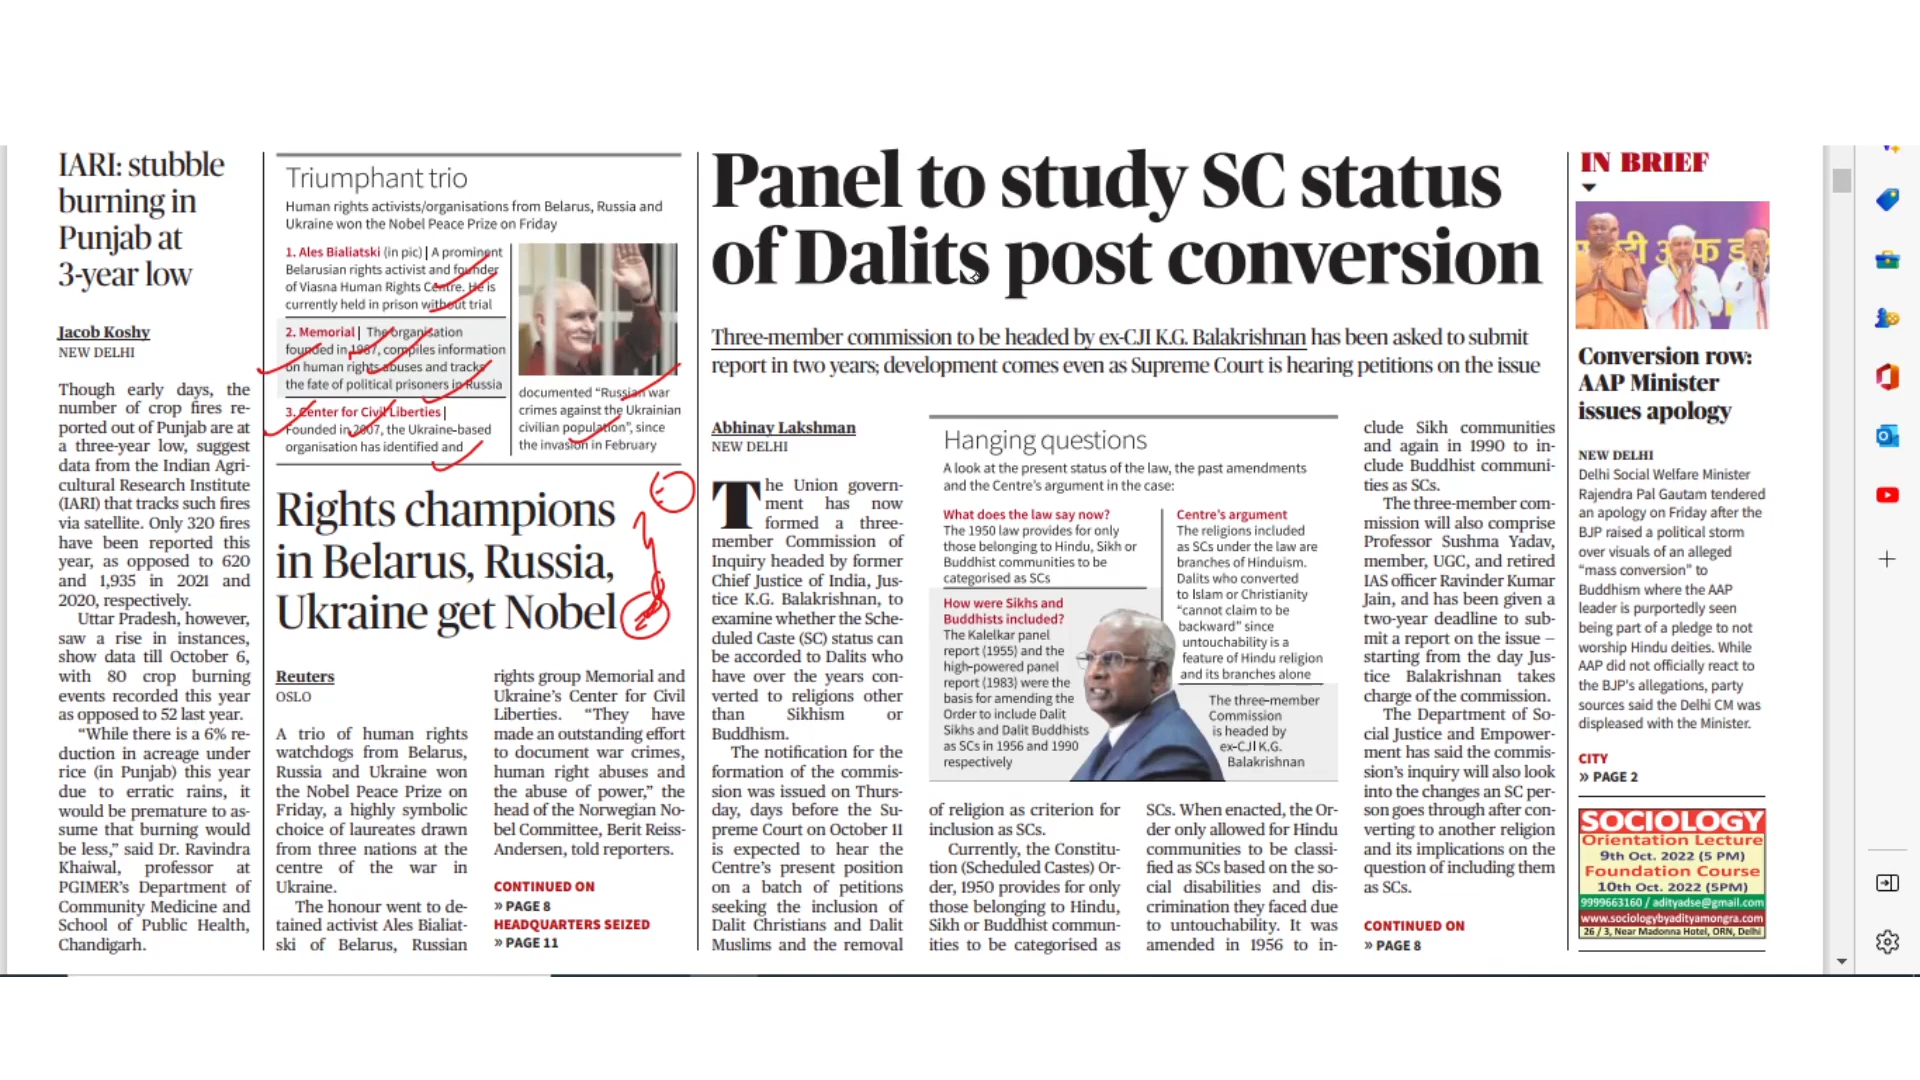 IARI: stubble
burning in
Punjab at
3-year low
Jacob Koshy
NEW DELHI
Though early days, the
number of crop fires re-
ported out of Punjab are at
a three-year low, suggest
data from the Indian Agri-
cultural Research Institute
(IARI) that tracks such fires
via satellite. Only 320 fires
have been reported this
year, as opposed to 620
and 1,935 in 2021 and
2020, respectively.
Uttar Pradesh, however,
saw a rise in instances,
show data till October 6,
with 80 crop burning
events recorded this year
as opposed to 52 last year.
“While there is a 6% re-
duction in acreage under
rice (in Punjab) this year
due to erratic rains, it
would be premature to as-
sume that burning would
be less,” said Dr. Ravindra
Khaiwal, professor at
PGIMER’s Department of
Community Medicine and
School of Public Health,
Chandigarh.
Triumphant trio
Human rights activists/organisations from Belarus, Russia and
Ukraine won the Nobel Peace Prize on Friday
1. Ales Bialiatski (in pic) | A prominent
Belarusian rights activist and founder
of Viasna Human Rights Centre. He is
currently held in prison without trial
2. Memorial | The organisation
founded in 1987, compiles information
on human rights abuses and tracks
the fate of political prisoners in Russia
3. Center for Civil Liberties |
Founded in 2007, the Ukraine-based
organisation has identified and
documented “Russian war
crimes against the Ukrainian
civilian population”, since
the invasion in February
Rights champions
in Belarus, Russia,
Ukraine get Nobel
Reuters
OSLO
A trio of human rights
watchdogs from Belarus,
Russia and Ukraine won
the Nobel Peace Prize on
Friday, a highly symbolic
choice of laureates drawn
from three nations at the
centre of the war in
Ukraine.
The honour went to de-
tained activist Ales Bialiat-
ski of Belarus, Russian
rights group Memorial and
Ukraine’s Center for Civil
Liberties. “They have
made an outstanding effort
to document war crimes,
human right abuses and
the abuse of power,” the
head of the Norwegian No-
bel Committee, Berit Reiss-
Andersen, told reporters.
CONTINUED ON
» PAGE 8
HEADQUARTERS SEIZED
» PAGE 11
Panel to study SC status
of Dalits post conversion
Three-member commission to be headed by ex-CJI K.G. Balakrishnan has been asked to submit
report in two years; development comes even as Supreme Court is hearing petitions on the issue
Abhinay Lakshman
NEW DELHI
The Union govern-
ment has now
formed a three-
member Commission of
Inquiry headed by former
Chief Justice of India, Jus-
tice K.G. Balakrishnan, to
examine whether the Sche-
duled Caste (SC) status can
be accorded to Dalits who
have over the years con-
verted to religions other
than Sikhism or
Buddhism.
The notification for the
formation of the commis-
sion was issued on Thurs-
day, days before the Su-
preme Court on October 11
is expected to hear the
Centre’s present position
on a batch of petitions
seeking the inclusion of
Dalit Christians and Dalit
Muslims and the removal
Hanging questions
A look at the present status of the law, the past amendments
and the Centre’s argument in the case:
What does the law say now?
The 1950 law provides for only
those belonging to Hindu, Sikh or
Buddhist communities to be
categorised as SCs
How were Sikhs and
Buddhists included?
The Kalelkar panel
report (1955) and the
high-powered panel
report (1983) were the
basis for amending the
Order to include Dalit
Sikhs and Dalit Buddhists
as SCs in 1956 and 1990
respectively
Centre’s argument
The religions included
as SCs under the law are
branches of Hinduism.
Dalits who converted
to Islam or Christianity
“cannot claim to be
backward” since
untouchability is a
feature of Hindu religion
and its branches alone
The three-member
Commission
is headed by
ex-CJI K.G.
Balakrishnan
of religion as criterion for
inclusion as SCs.
Currently, the Constitu-
tion (Scheduled Castes) Or-
der, 1950 provides for only
those belonging to Hindu,
Sikh or Buddhist commun-
ities to be categorised as
SCs. When enacted, the Or-
der only allowed for Hindu
communities to be classi-
fied as SCs based on the so-
cial disabilities and dis-
crimination they faced due
to untouchability. It was
amended in 1956 to in-
clude Sikh communities
and again in 1990 to in-
clude Buddhist communi-
ties as SCs.
The three-member com-
mission will also comprise
Professor Sushma Yadav,
member, UGC, and retired
IAS officer Ravinder Kumar
Jain, and has been given a
two-year deadline to sub-
mit a report on the issue –
starting from the day Jus-
tice Balakrishnan takes
charge of the commission.
The Department of So-
cial Justice and Empower-
ment has said the commis-
sion’s inquiry will also look
into the changes an SC per-
son goes through after con-
verting to another religion
and its implications on the
question of including them
as SCs.
CONTINUED ON
» PAGE 8
IN BRIEF
Conversion row:
AAP Minister
issues apology
NEW DELHI
Delhi Social Welfare Minister
Rajendra Pal Gautam tendered
an apology on Friday after the
BJP raised a political storm
over visuals of an alleged
“mass conversion” to
Buddhism where the AAP
leader is purportedly seen
being part of a pledge to not
worship Hindu deities. While
AAP did not officially react to
the BJP’s allegations, party
sources said the Delhi CM was
displeased with the Minister.
CITY
» PAGE 2
SOCIOLOGY
Orientation Lecture
9th Oct. 2022 (5 PM)
Foundation Course
10th Oct. 2022 (5PM)
9999663160 / adityadse@gmail.com
www.sociologybyadityamongra.com
26 / 3, Near Madonna Hotel, ORN, Delhi